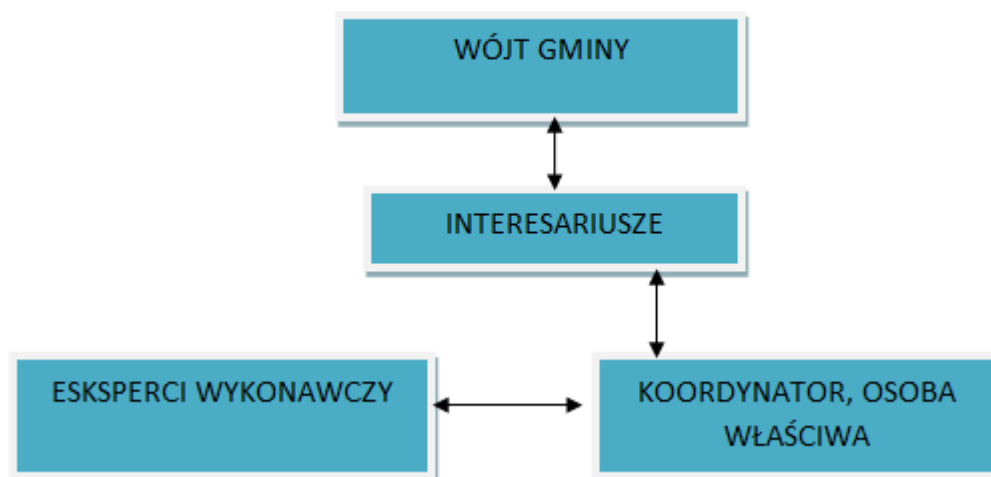 WÓJT GMINY
INTERESARIUSZE
ESKSPERCI WYKONAWCZY
KOORDYNATOR, OSOBA
WŁAŚCIWA